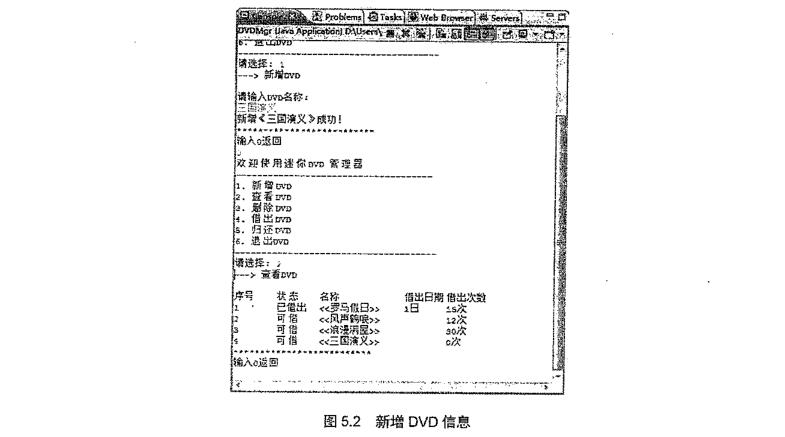 Console Problems Tasks Web Browser Servers
DVDMgr [Java Application] D:\Users\
6. 退出DVD
请选择: 1
---> 新增DVD
请输入DVD名称:
三国演义
新增《三国演义》成功!
****************************
输入0返回
0
欢迎使用迷你DVD 管理器
----------------------------------------
1. 新增DVD
2. 查看DVD
3. 删除DVD
4. 借出DVD
5. 归还DVD
6. 退出DVD
----------------------------------------
请选择: 2
---> 查看DVD
序号 状态 名称 借出日期 借出次数
1 已借出 <<罗马假日>> 1日 15次
2 可借 <<风声鹤唳>> 12次
3 可借 <<浪漫满屋>> 30次
4 可借 <<三国演义>> 0次
****************************
输入0返回
图 5.2 新增 DVD 信息